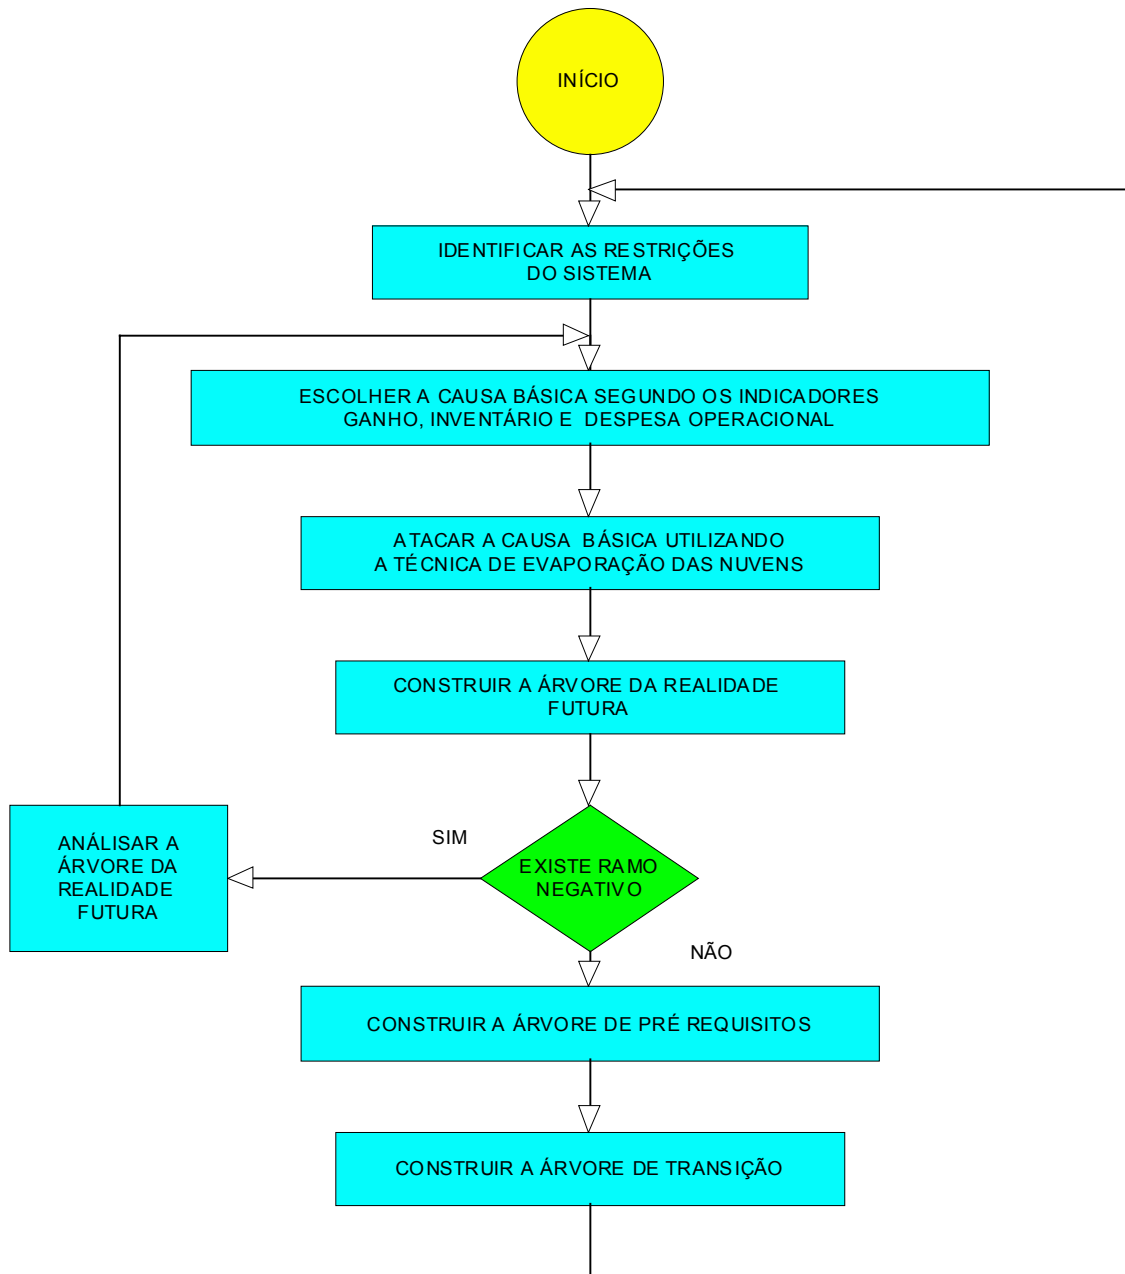 INÍCIO
IDENTIFICAR AS RESTRIÇÕES
DO SISTEMA
ESCOLHER A CAUSA BÁSICA SEGUNDO OS INDICADORES
GANHO, INVENTÁRIO E DESPESA OPERACIONAL
ATACAR A CAUSA BÁSICA UTILIZANDO
A TÉCNICA DE EVAPORAÇÃO DAS NUVENS
CONSTRUIR A ÁRVORE DA REALIDADE
FUTURA
SIM
ANÁLISAR A
ÁRVORE DA
REALIDADE
FUTURA
EXISTE RAMO
NEGATIVO
NÃO
CONSTRUIR A ÁRVORE DE PRÉ REQUISITOS
CONSTRUIR A ÁRVORE DE TRANSIÇÃO